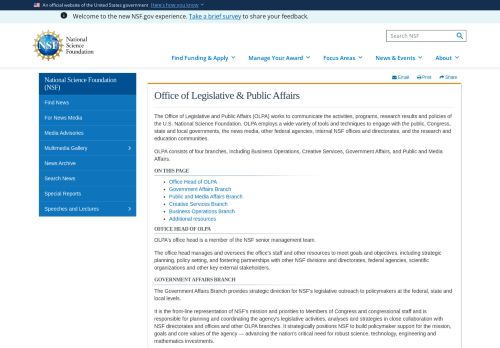 An official website of the United States government Here's how you know
Welcome to the new NSF.gov experience. Take a brief survey to share your feedback.
NSF
National
Science
Foundation
Search NSF
Find Funding & Apply
Manage Your Award
Focus Areas
News & Events
About
Email
Print
Share
National Science Foundation
(NSF)
Find News
For News Media
Media Advisories
Multimedia Gallery
News Archive
Search News
Special Reports
Speeches and Lectures
Office of Legislative & Public Affairs
The Office of Legislative and Public Affairs (OLPA) works to communicate the activities, programs, research results and policies
of the U.S. National Science Foundation. OLPA employs a wide variety of tools and techniques to engage with the public, Congress,
state and local governments, the news media, other federal agencies, internal NSF offices and directorates, and the research and
education communities.
OLPA consists of four branches, including Business Operations, Creative Services, Government Affairs, and Public and Media
Affairs.
ON THIS PAGE
Office Head of OLPA
Government Affairs Branch
Public and Media Affairs Branch
Creative Services Branch
Business Operations Branch
Additional resources
OFFICE HEAD OF OLPA
OLPA's office head is a member of the NSF senior management team.
The office head manages and oversees the office's staff and other resources to meet goals and objectives, including strategic
planning, policy setting, and fostering partnerships with other NSF divisions and directorates, federal agencies, scientific
organizations and other key external stakeholders.
GOVERNMENT AFFAIRS BRANCH
The Government Affairs Branch provides strategic direction for NSF's legislative outreach to policymakers at the federal, state and
local levels.
It is the front-line representation of NSF's mission and priorities to Members of Congress and congressional staff and is
responsible for planning and coordinating the agency's legislative activities, analyses and strategies in close collaboration with
NSF directorates and offices and other OLPA branches. It strategically positions NSF to build policymaker support for the mission,
goals and core values of the agency — advancing the nation's critical need for robust science, technology, engineering and
mathematics investments.